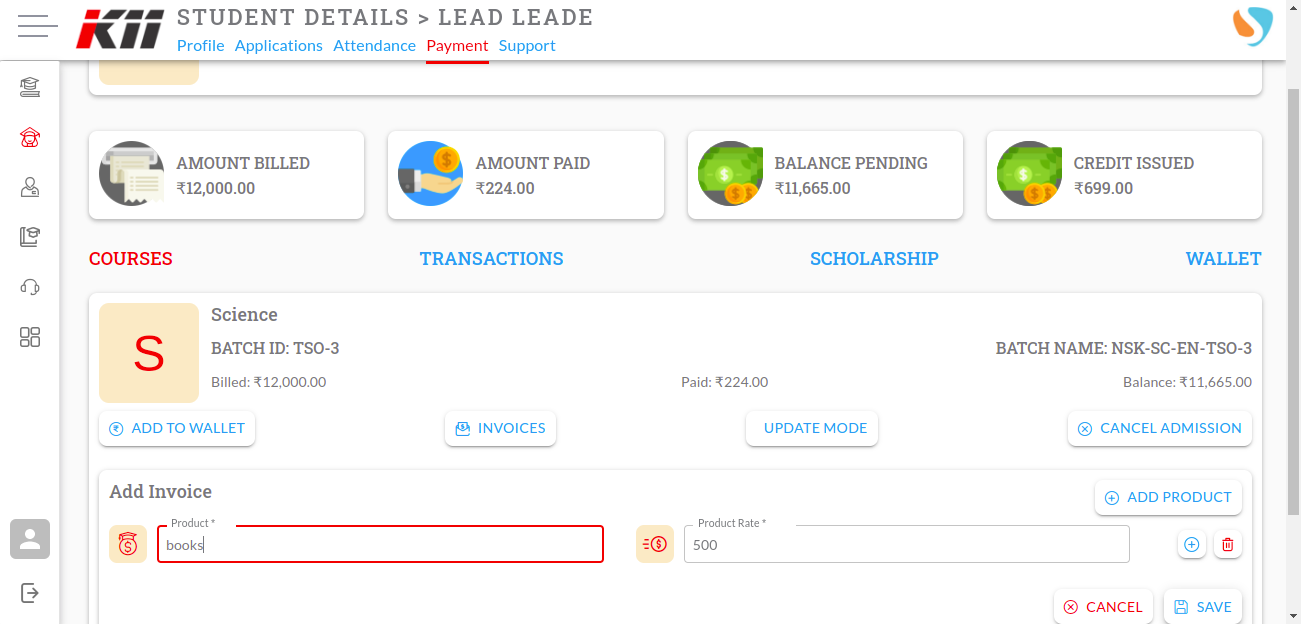 KII
STUDENT DETAILS > LEAD LEADE
Profile Applications Attendance Payment Support
AMOUNT BILLED
₹12,000.00
AMOUNT PAID
₹224.00
BALANCE PENDING
₹11,665.00
CREDIT ISSUED
₹699.00
COURSES TRANSACTIONS SCHOLARSHIP WALLET
S
Science
BATCH ID: TSO-3 BATCH NAME: NSK-SC-EN-TSO-3
Billed: ₹12,000.00 Paid: ₹224.00 Balance: ₹11,665.00
ADD TO WALLET INVOICES UPDATE MODE CANCEL ADMISSION
Add Invoice ADD PRODUCT
Product * Product Rate *
books 500
CANCEL SAVE